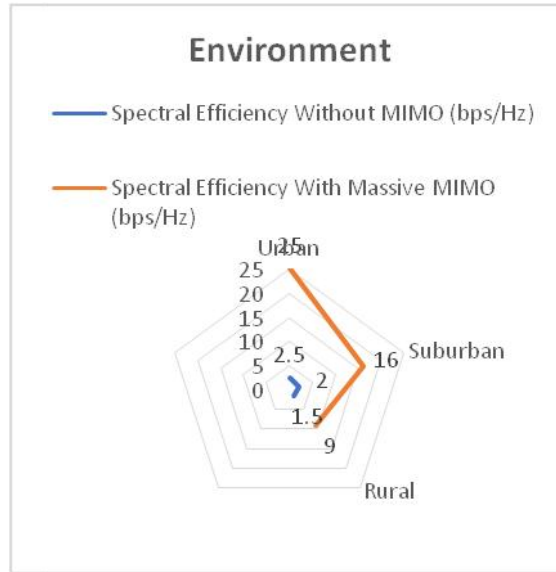 Environment
Spectral Efficiency Without MIMO (bps/Hz)
Spectral Efficiency With Massive MIMO
(bps/Hz)
Urban
25
25
20
15
10
5
0
2.5
Suburban
16
2
1.5
9
Rural